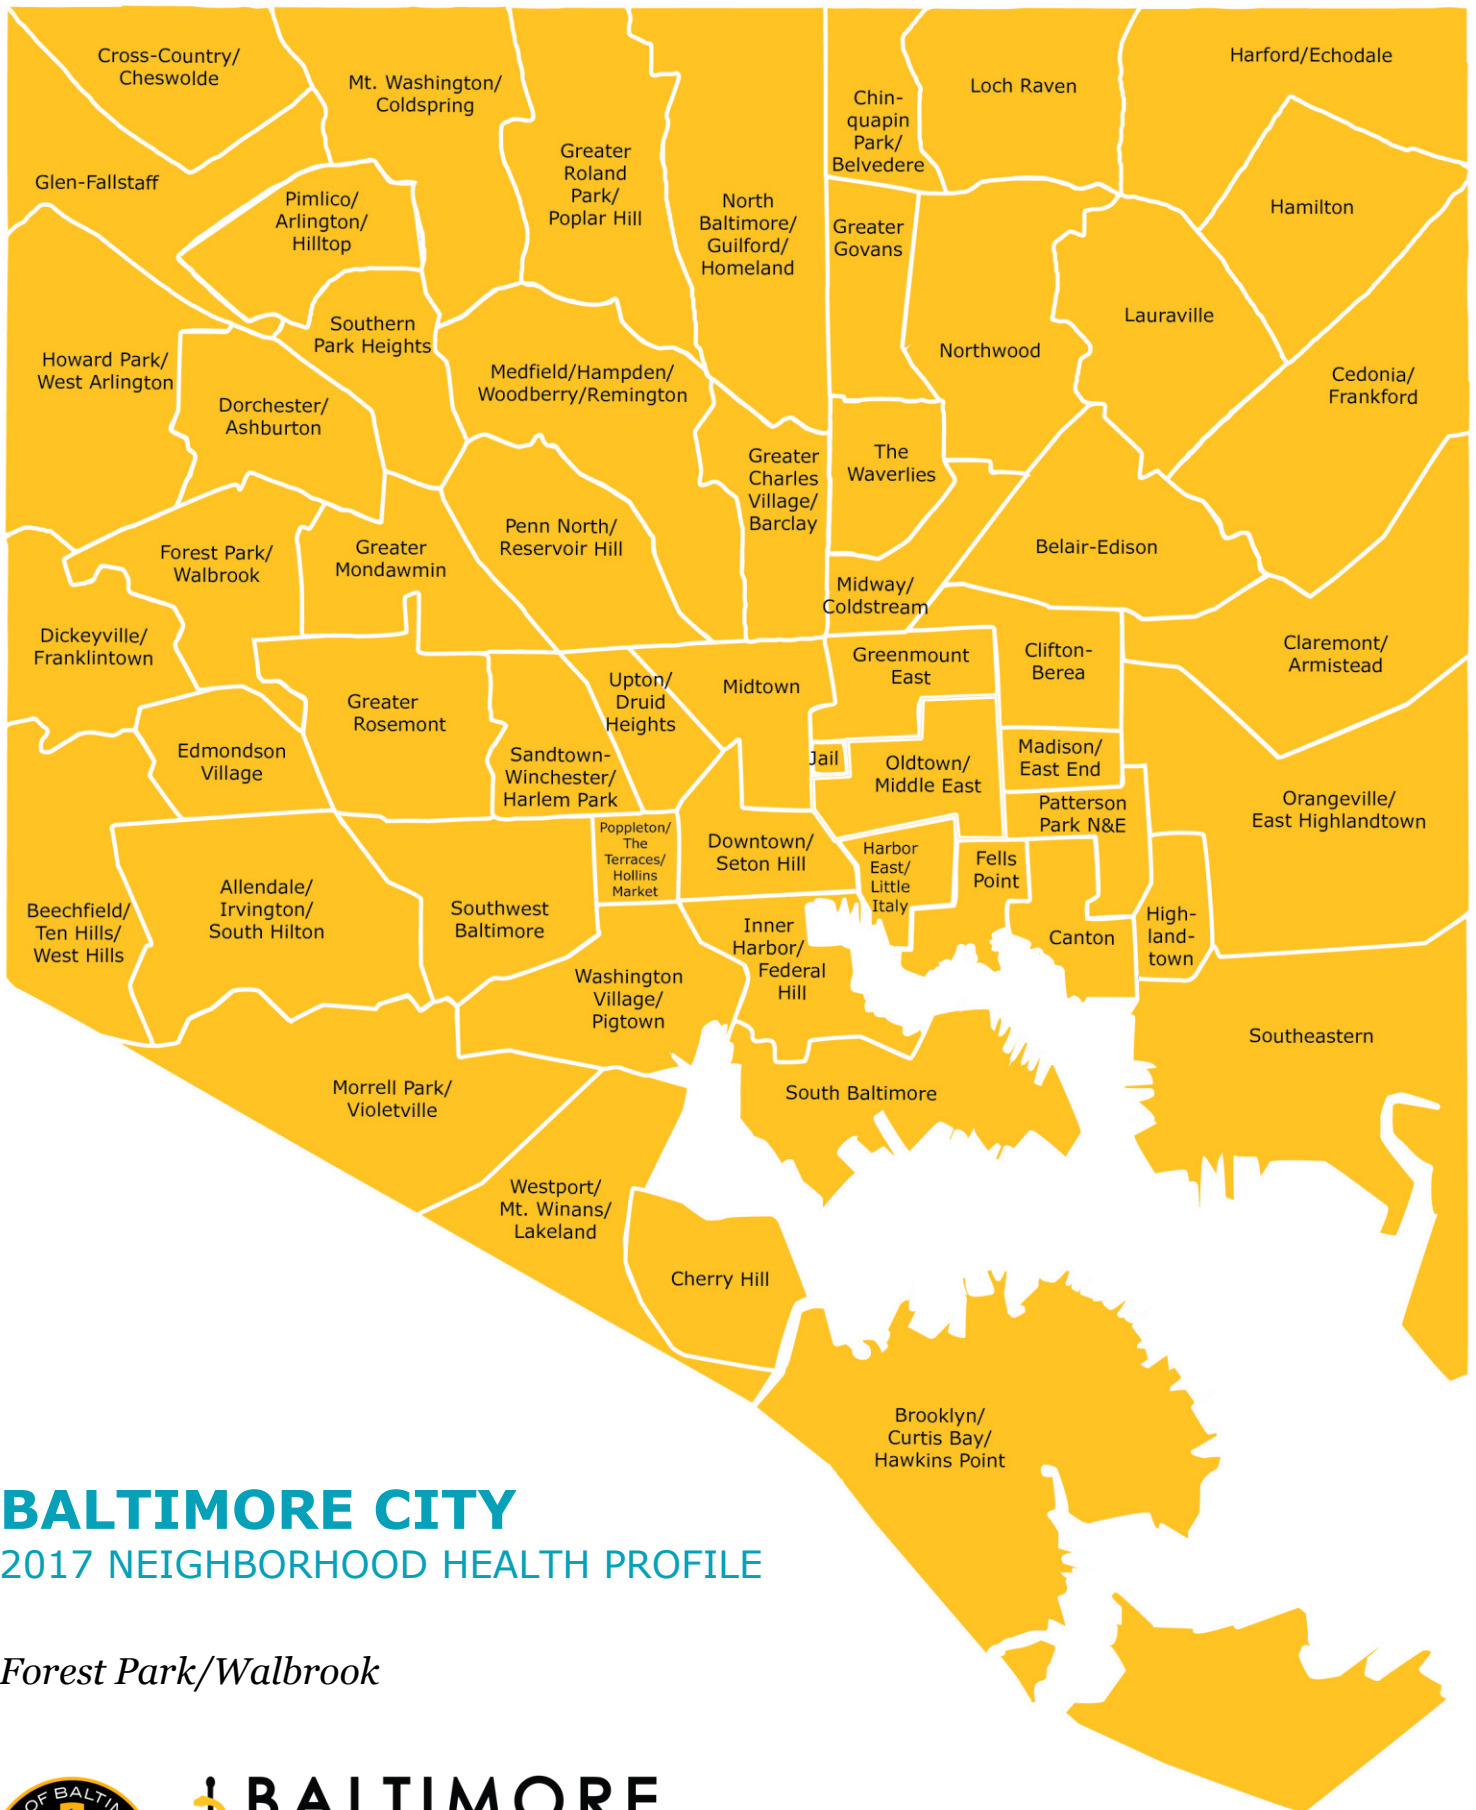 Cross-Country/
Cheswolde
Mt. Washington/
Coldspring
Harford/Echodale
Loch Raven
Chin-
quapin
Park/
Belvedere
Greater
Roland
Park/
Poplar Hill
Glen-Fallstaff
Pimlico/
Arlington/
Hilltop
North
Baltimore/
Guilford/
Homeland
Greater
Govans
Hamilton
Lauraville
Southern
Park Heights
Northwood
Howard Park/
West Arlington
Medfield/Hampden/
Woodberry/Remington
Cedonia/
Frankford
Dorchester/
Ashburton
Greater
Charles
Village/
Barclay
The
Waverlies
Penn North/
Reservoir Hill
Belair-Edison
Forest Park/
Walbrook
Greater
Mondawmin
Midway/
Coldstream
Dickeyville/
Franklintown
Claremont/
Armistead
Greenmount
East
Clifton-
Berea
Upton/
Druid
Heights
Midtown
Greater
Rosemont
Edmondson
Village
Sandtown-
Winchester/
Harlem Park
Jail
Oldtown/
Middle East
Madison/
East End
Patterson
Park N&E
Orangeville/
East Highlandtown
Poppleton/
The
Terraces/
Hollins
Market
Downtown/
Seton Hill
Harbor
East/
Little
Italy
Fells
Point
Allendale/
Irvington/
South Hilton
Beechfield/
Ten Hills/
West Hills
Southwest
Baltimore
Inner
Harbor/
Federal
Hill
Canton
High-
land-
town
Washington
Village/
Pigtown
Southeastern
Morrell Park/
Violetville
South Baltimore
Westport/
Mt. Winans/
Lakeland
Cherry Hill
Brooklyn/
Curtis Bay/
Hawkins Point
BALTIMORE CITY
2017 NEIGHBORHOOD HEALTH PROFILE
Forest Park/Walbrook
OF
BALTIMORE